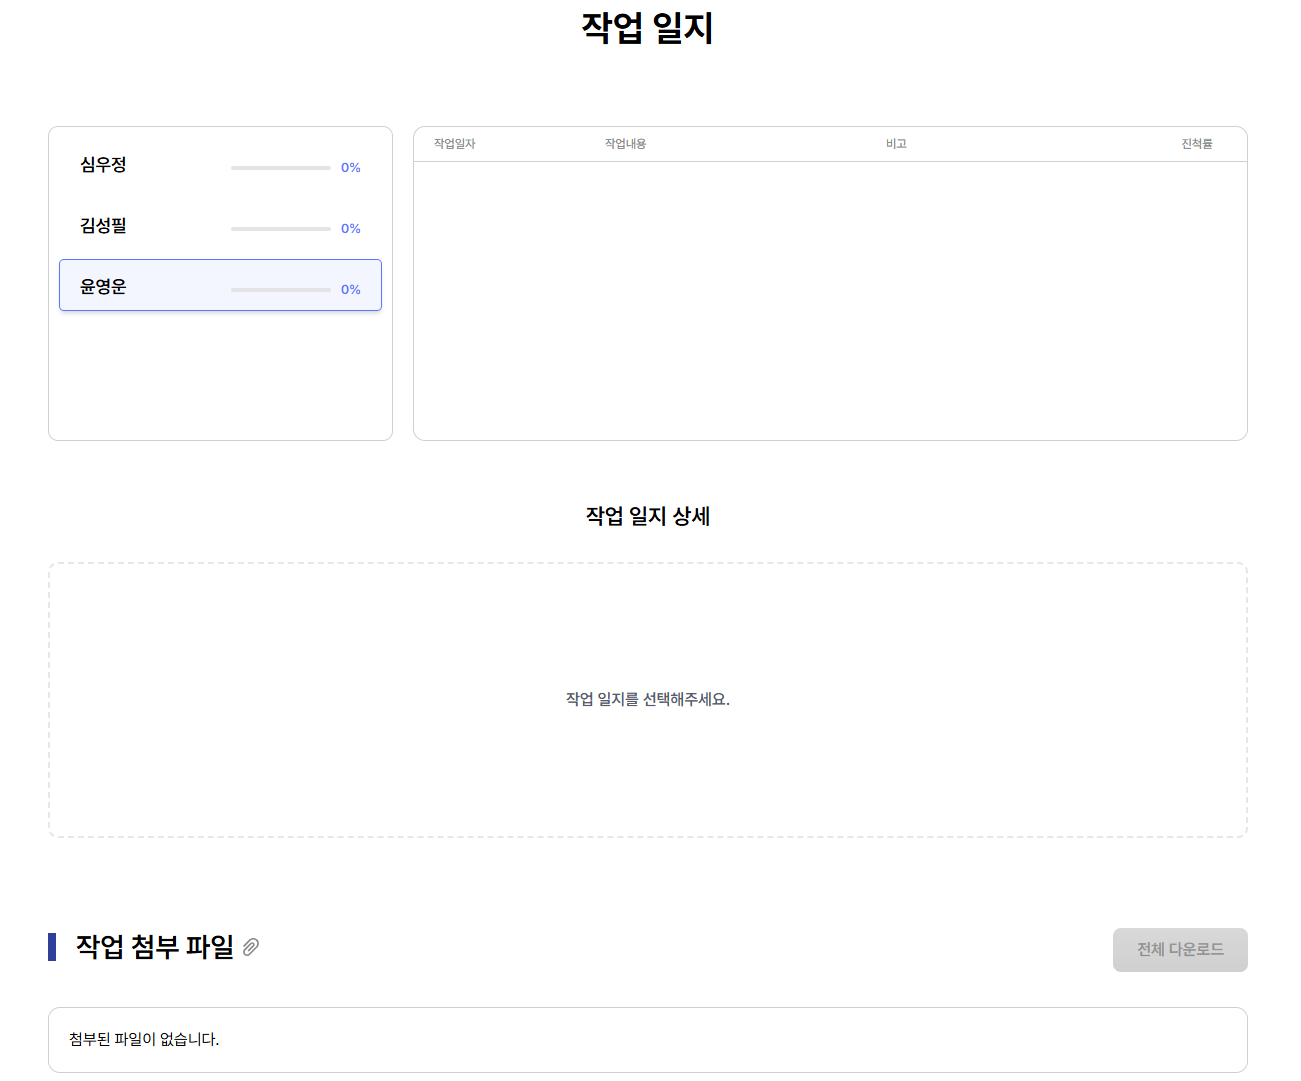 작업 일지
심우정 0%
김성필 0%
윤영운 0%
작업일자 작업내용 비고 진척률
작업 일지 상세
작업 일지를 선택해주세요.
작업 첨부 파일
전체 다운로드
첨부된 파일이 없습니다.